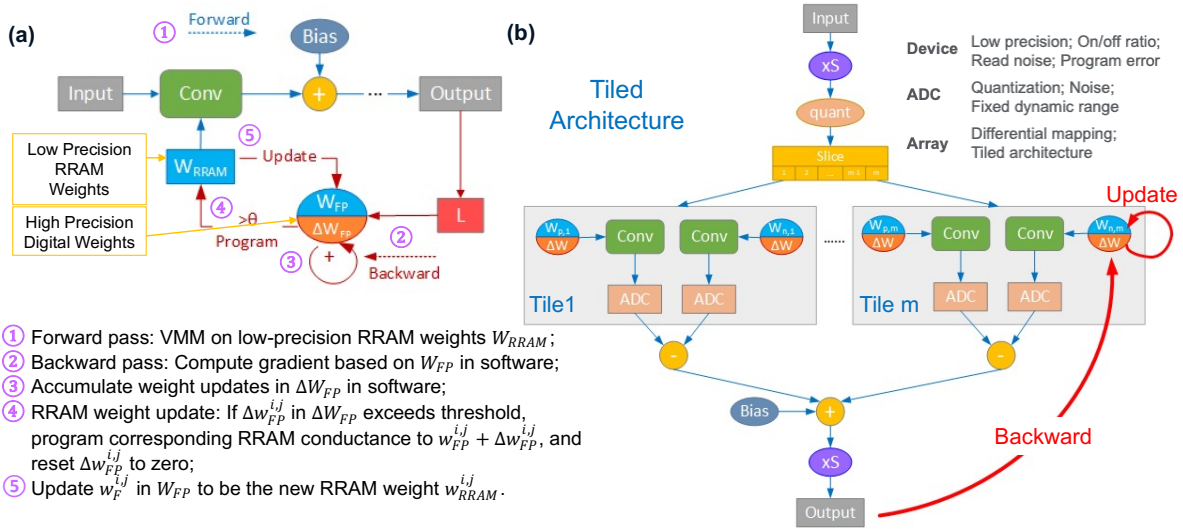 (a)
① Forward
Bias
Input
Conv
+
...
Output
⑤
Low Precision
RRAM
Weights
W_RRAM
Update
④
>θ
Program
W_FP
ΔW_FP
L
High Precision
Digital Weights
②
③
+
Backward
① Forward pass: VMM on low-precision RRAM weights W_RRAM;
② Backward pass: Compute gradient based on W_FP in software;
③ Accumulate weight updates in ΔW_FP in software;
④ RRAM weight update: If Δw_FP^i,j in ΔW_FP exceeds threshold,
program corresponding RRAM conductance to w_FP^i,j + Δw_FP^i,j, and
reset Δw_FP^i,j to zero;
⑤ Update w_F^i,j in W_FP to be the new RRAM weight w_RRAM^i,j.
(b)
Input
xS
quant
Slice
1 2 ... m-1 m
Tiled
Architecture
Device Low precision; On/off ratio;
Read noise; Program error
ADC Quantization; Noise;
Fixed dynamic range
Array Differential mapping;
Tiled architecture
Update
W_p,1
ΔW
Conv
Conv
W_n,1
ΔW
ADC
ADC
Tile1
......
W_p,m
ΔW
Conv
Conv
W_n,m
ΔW
ADC
ADC
Tile m
-
-
Bias
+
xS
Output
Backward